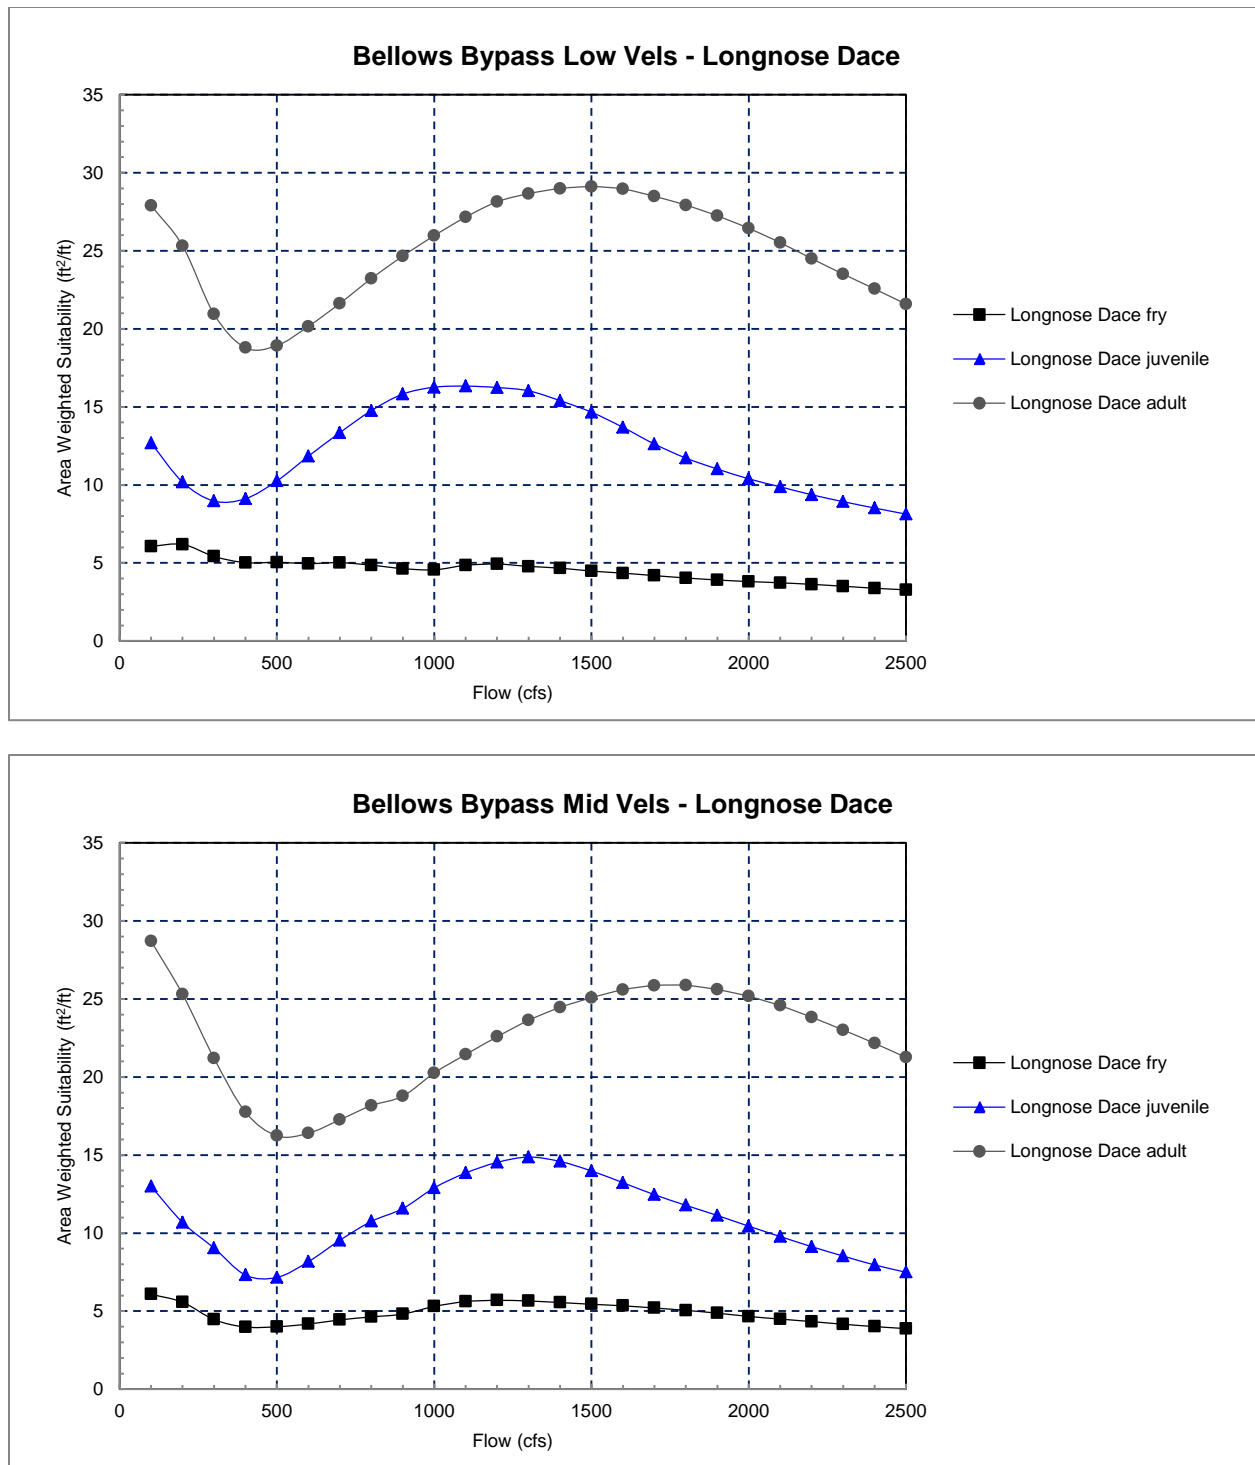 Bellows Bypass Low Vels - Longnose Dace
Area Weighted Suitability (ft²/ft)
35
30
25
20
15
10
5
0
0 500 1000 1500 2000 2500
Flow (cfs)
Longnose Dace fry
Longnose Dace juvenile
Longnose Dace adult
Bellows Bypass Mid Vels - Longnose Dace
Area Weighted Suitability (ft²/ft)
35
30
25
20
15
10
5
0
0 500 1000 1500 2000 2500
Flow (cfs)
Longnose Dace fry
Longnose Dace juvenile
Longnose Dace adult